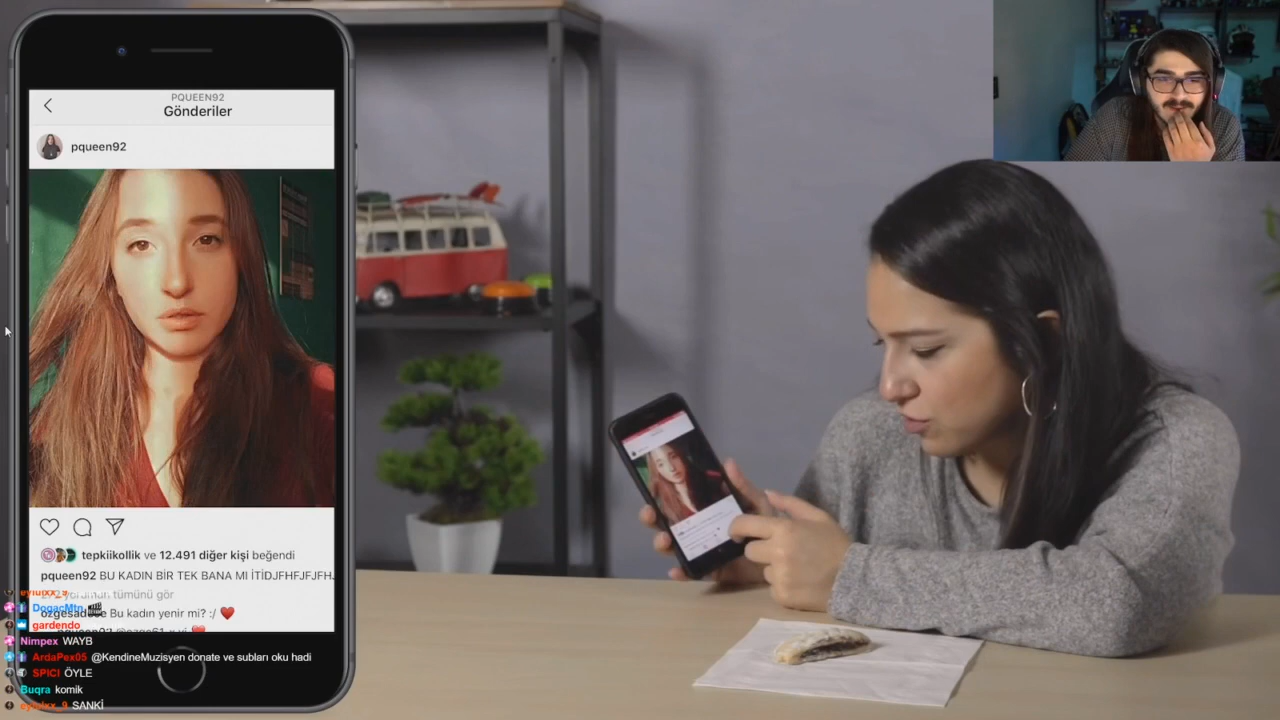 PQUEEN92
Gönderiler
pqueen92
tepkiikollik ve 12.491 diğer kişi beğendi
pqueen92 BU KADIN BİR TEK BANA MI İTİDJFHFJFJFH.
yorumun tümünü gör
Bu kadın yenir mi? :/ ❤️
DogacMtn 🎬
gardendo
Nimpex WAYB
ArdaPex05 @KendineMuzisyen donate ve subları oku hadi
SPICI ÖYLE
Buqra komik
SANKİ